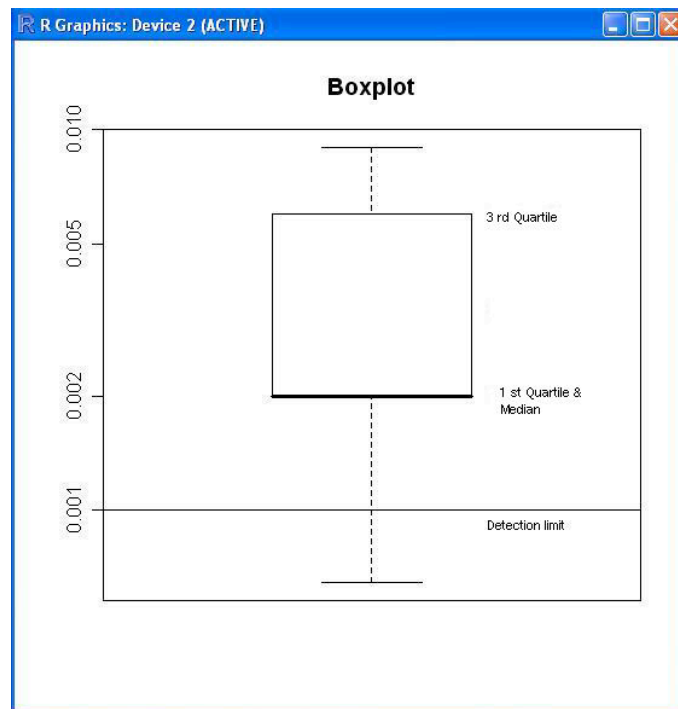 R Graphics: Device 2 (ACTIVE)
Boxplot
0.010
0.005
0.002
0.001
3 rd Quartile
1 st Quartile &
Median
Detection limit